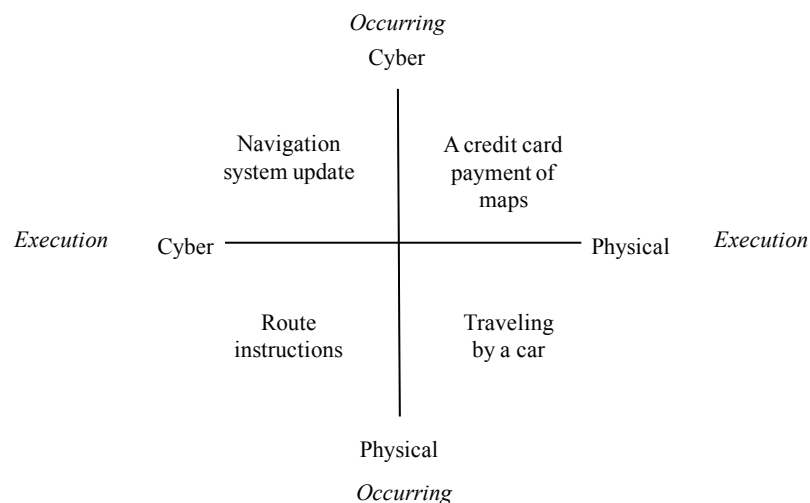 Occurring
Cyber
Navigation
system update
A credit card
payment of
maps
Execution
Cyber
Physical
Execution
Route
instructions
Traveling
by a car
Physical
Occurring